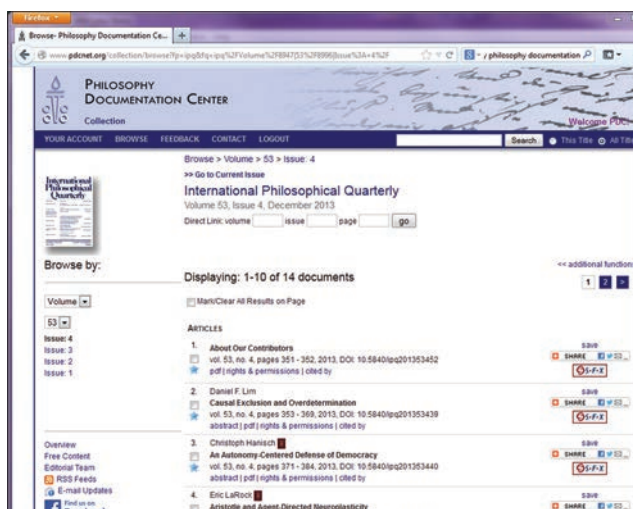 Firefox
Browse- Philosophy Documentation Ce...
philosophy documentation
PHILOSOPHY
DOCUMENTATION CENTER
Collection
Welcome PDC!
YOUR ACCOUNT BROWSE FEEDBACK CONTACT LOGOUT
Search This Title All Titl
Browse > Volume > 53 > Issue: 4
>> Go to Current Issue
International Philosophical Quarterly
Volume 53, Issue 4, December 2013
Direct Link: volume issue page go
International
Philosophical
Quarterly
Browse by:
<< additional function
Displaying: 1-10 of 14 documents
1 2 >
Volume
Mark/Clear All Results on Page
53
ARTICLES
Issue: 4
Issue: 3
Issue: 2
Issue: 1
1. About Our Contributors
vol. 53, no. 4, pages 351 - 352, 2013, DOI: 10.5840/ipq201353452
pdf | rights & permissions | cited by
save
SHARE
S-F-X
2. Daniel F. Lim
Causal Exclusion and Overdetermination
vol. 53, no. 4, pages 353 - 369, 2013, DOI: 10.5840/ipq201353439
abstract | pdf | rights & permissions | cited by
save
SHARE
S-F-X
3. Christoph Hanisch
An Autonomy-Centered Defense of Democracy
vol. 53, no. 4, pages 371 - 384, 2013, DOI: 10.5840/ipq201353440
abstract | pdf | rights & permissions | cited by
save
SHARE
S-F-X
4. Eric LaRock
Aristotle and Agent-Directed Neuroplasticity
save
SHARE
Overview
Free Content
Editorial Team
RSS Feeds
E-mail Updates
Find us on